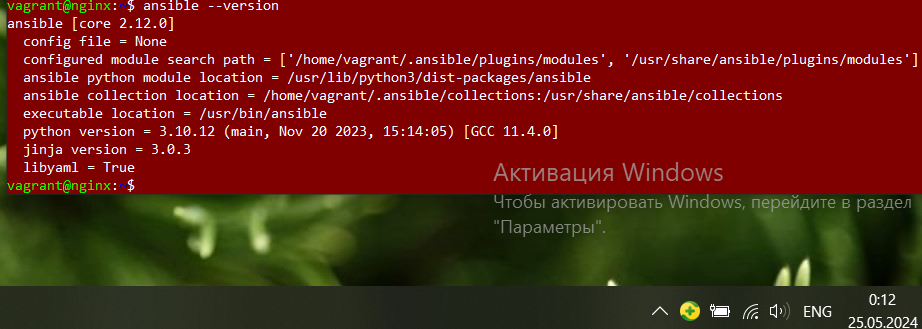 vagrant@nginx:~$ ansible --version
ansible [core 2.12.0]
  config file = None
  configured module search path = ['/home/vagrant/.ansible/plugins/modules', '/usr/share/ansible/plugins/modules']
  ansible python module location = /usr/lib/python3/dist-packages/ansible
  ansible collection location = /home/vagrant/.ansible/collections:/usr/share/ansible/collections
  executable location = /usr/bin/ansible
  python version = 3.10.12 (main, Nov 20 2023, 15:14:05) [GCC 11.4.0]
  jinja version = 3.0.3
  libyaml = True
vagrant@nginx:~$
Активация Windows
Чтобы активировать Windows, перейдите в раздел
"Параметры".
ENG
0:12
25.05.2024